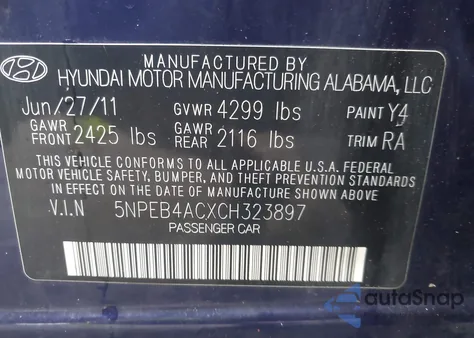 MANUFACTURED BY
HYUNDAI MOTOR MANUFACTURING ALABAMA, LLC
Jun/27/11 GVWR 4299 lbs PAINT Y4
GAWR FRONT 2425 lbs GAWR REAR 2116 lbs TRIM RA
THIS VEHICLE CONFORMS TO ALL APPLICABLE U.S.A. FEDERAL
MOTOR VEHICLE SAFETY, BUMPER, AND THEFT PREVENTION STANDARDS
IN EFFECT ON THE DATE OF MANUFACTURE SHOWN ABOVE
V.I.N 5NPEB4ACXCH323897
PASSENGER CAR
autoSnap